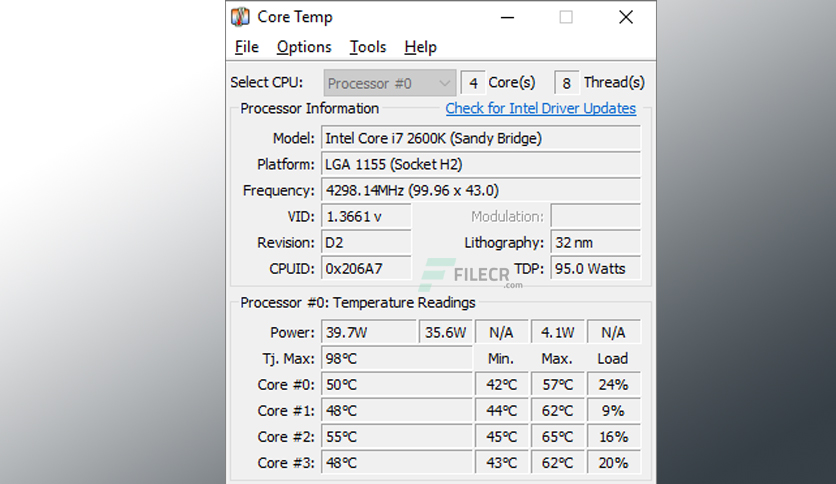 Core Temp
File Options Tools Help
Select CPU: Processor #0 4 Core(s) 8 Thread(s)
Processor Information Check for Intel Driver Updates
Model: Intel Core i7 2600K (Sandy Bridge)
Platform: LGA 1155 (Socket H2)
Frequency: 4298.14MHz (99.96 x 43.0)
VID: 1.3661 v Modulation:
Revision: D2 Lithography: 32 nm
CPUID: 0x206A7 TDP: 95.0 Watts
FILECR
.com
Processor #0: Temperature Readings
Power: 39.7W 35.6W N/A 4.1W N/A
Tj. Max: 98°C Min. Max. Load
Core #0: 50°C 42°C 57°C 24%
Core #1: 48°C 44°C 62°C 9%
Core #2: 55°C 45°C 65°C 16%
Core #3: 48°C 43°C 62°C 20%